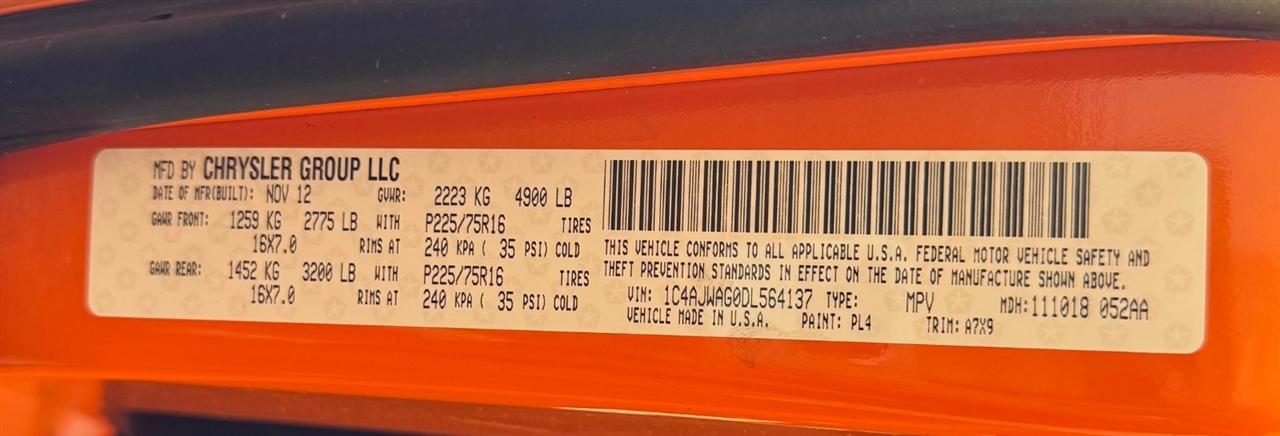 MFD BY CHRYSLER GROUP LLC
DATE OF MFR(BUILT): NOV 12 GVWR: 2223 KG 4900 LB
GAWR FRONT: 1259 KG 2775 LB WITH P225/75R16 TIRES
16X7.0 RIMS AT 240 KPA ( 35 PSI) COLD
GAWR REAR: 1452 KG 3200 LB WITH P225/75R16 TIRES
16X7.0 RIMS AT 240 KPA ( 35 PSI) COLD
THIS VEHICLE CONFORMS TO ALL APPLICABLE U.S.A. FEDERAL MOTOR VEHICLE SAFETY AND
THEFT PREVENTION STANDARDS IN EFFECT ON THE DATE OF MANUFACTURE SHOWN ABOVE.
VIN: 1C4AJWAG0DL564137 TYPE: MPV MDH:111018 052AA
VEHICLE MADE IN U.S.A. PAINT: PL4 TRIM: A7X9